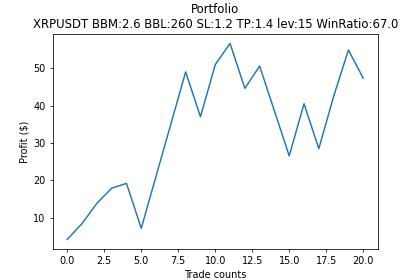 Portfolio
XRPUSDT BBM:2.6 BBL:260 SL:1.2 TP:1.4 lev:15 WinRatio:67.0
50
40
30
20
10
Profit ($)
0.0 2.5 5.0 7.5 10.0 12.5 15.0 17.5 20.0
Trade counts